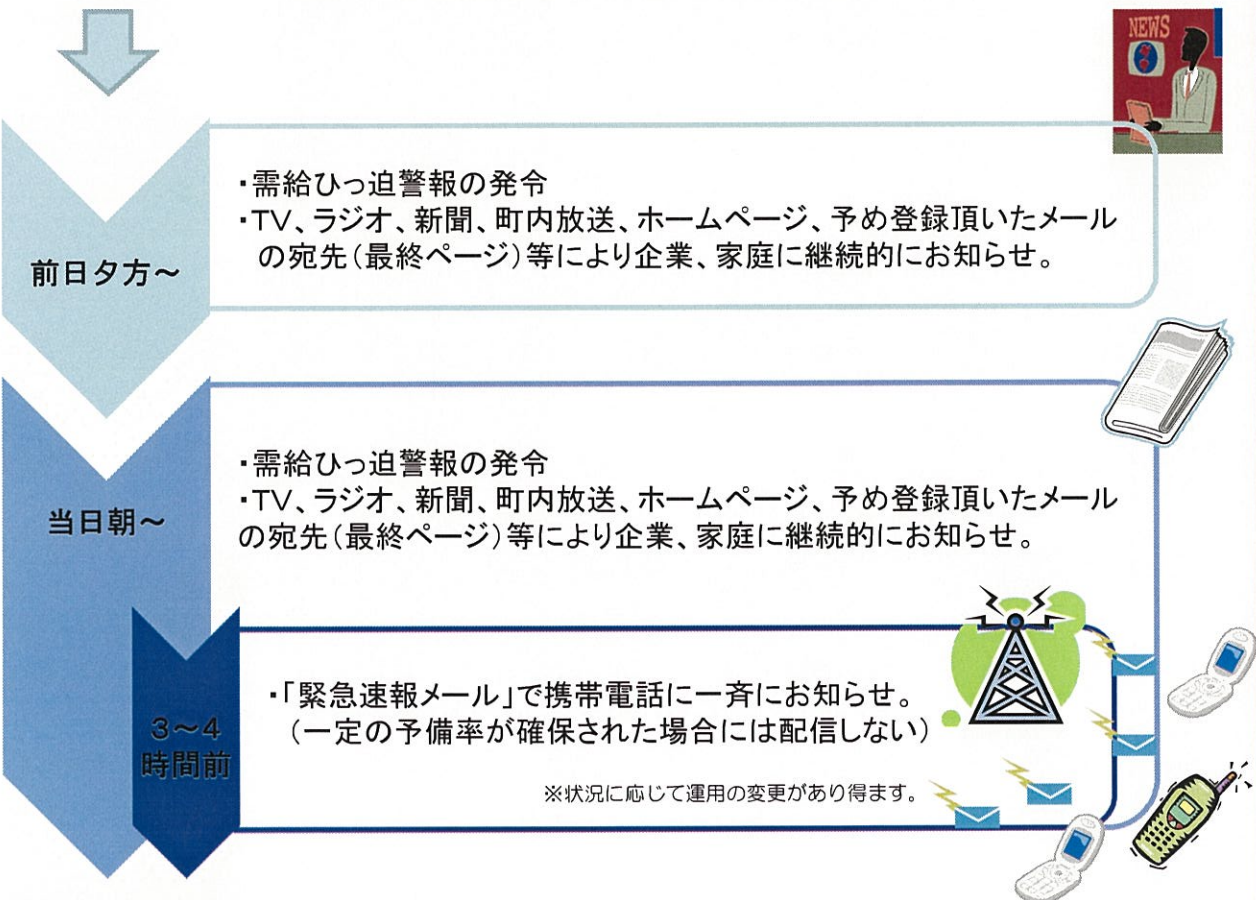 NEWS
前日夕方~
・需給ひっ迫警報の発令
・TV、ラジオ、新聞、町内放送、ホームページ、予め登録頂いたメール
の宛先(最終ページ)等により企業、家庭に継続的にお知らせ。
当日朝~
・需給ひっ迫警報の発令
・TV、ラジオ、新聞、町内放送、ホームページ、予め登録頂いたメール
の宛先(最終ページ)等により企業、家庭に継続的にお知らせ。
3~4
時間前
・「緊急速報メール」で携帯電話に一斉にお知らせ。
(一定の予備率が確保された場合には配信しない)
※状況に応じて運用の変更があり得ます。